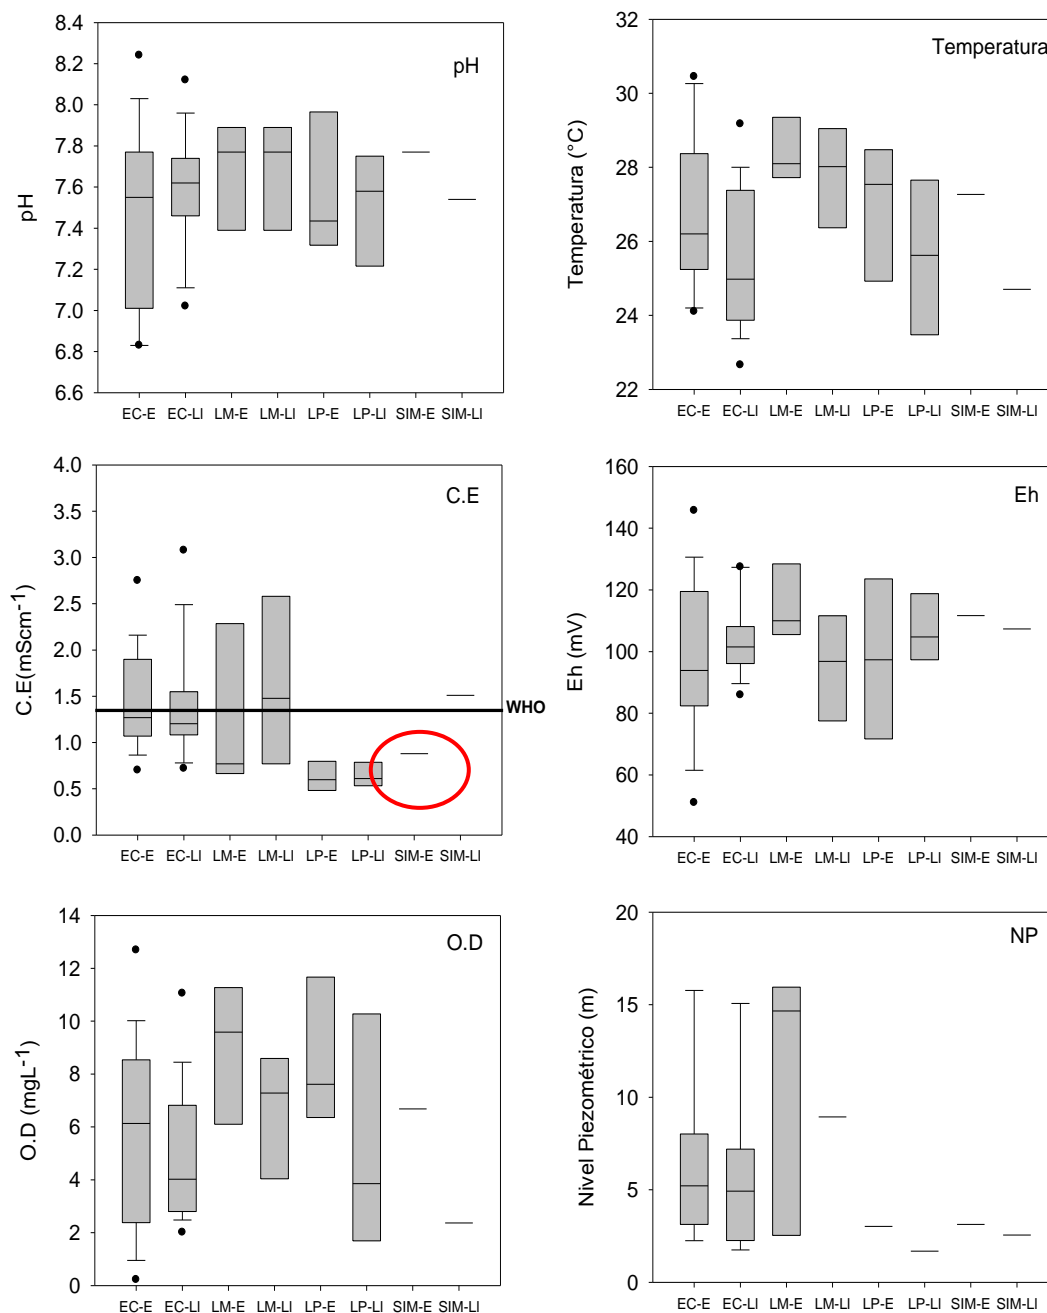 8.4
8.2
8.0
7.8
7.6
7.4
7.2
7.0
6.8
6.6
pH
pH
EC-E EC-LI LM-E LM-LI LP-E LP-LI SIM-E SIM-LI
32
30
28
26
24
22
Temperatura (°C)
Temperatura
EC-E EC-LI LM-E LM-LI LP-E LP-LI SIM-E SIM-LI
4.0
3.5
3.0
2.5
2.0
1.5
1.0
0.5
0.0
C.E(mScm-1)
C.E
WHO
EC-E EC-LI LM-E LM-LI LP-E LP-LI SIM-E SIM-LI
160
140
120
100
80
60
40
Eh (mV)
Eh
EC-E EC-LI LM-E LM-LI LP-E LP-LI SIM-E SIM-LI
14
12
10
8
6
4
2
0
O.D (mgL-1)
O.D
EC-E EC-LI LM-E LM-LI LP-E LP-LI SIM-E SIM-LI
20
15
10
5
0
Nivel Piezométrico (m)
NP
EC-E EC-LI LM-E LM-LI LP-E LP-LI SIM-E SIM-LI